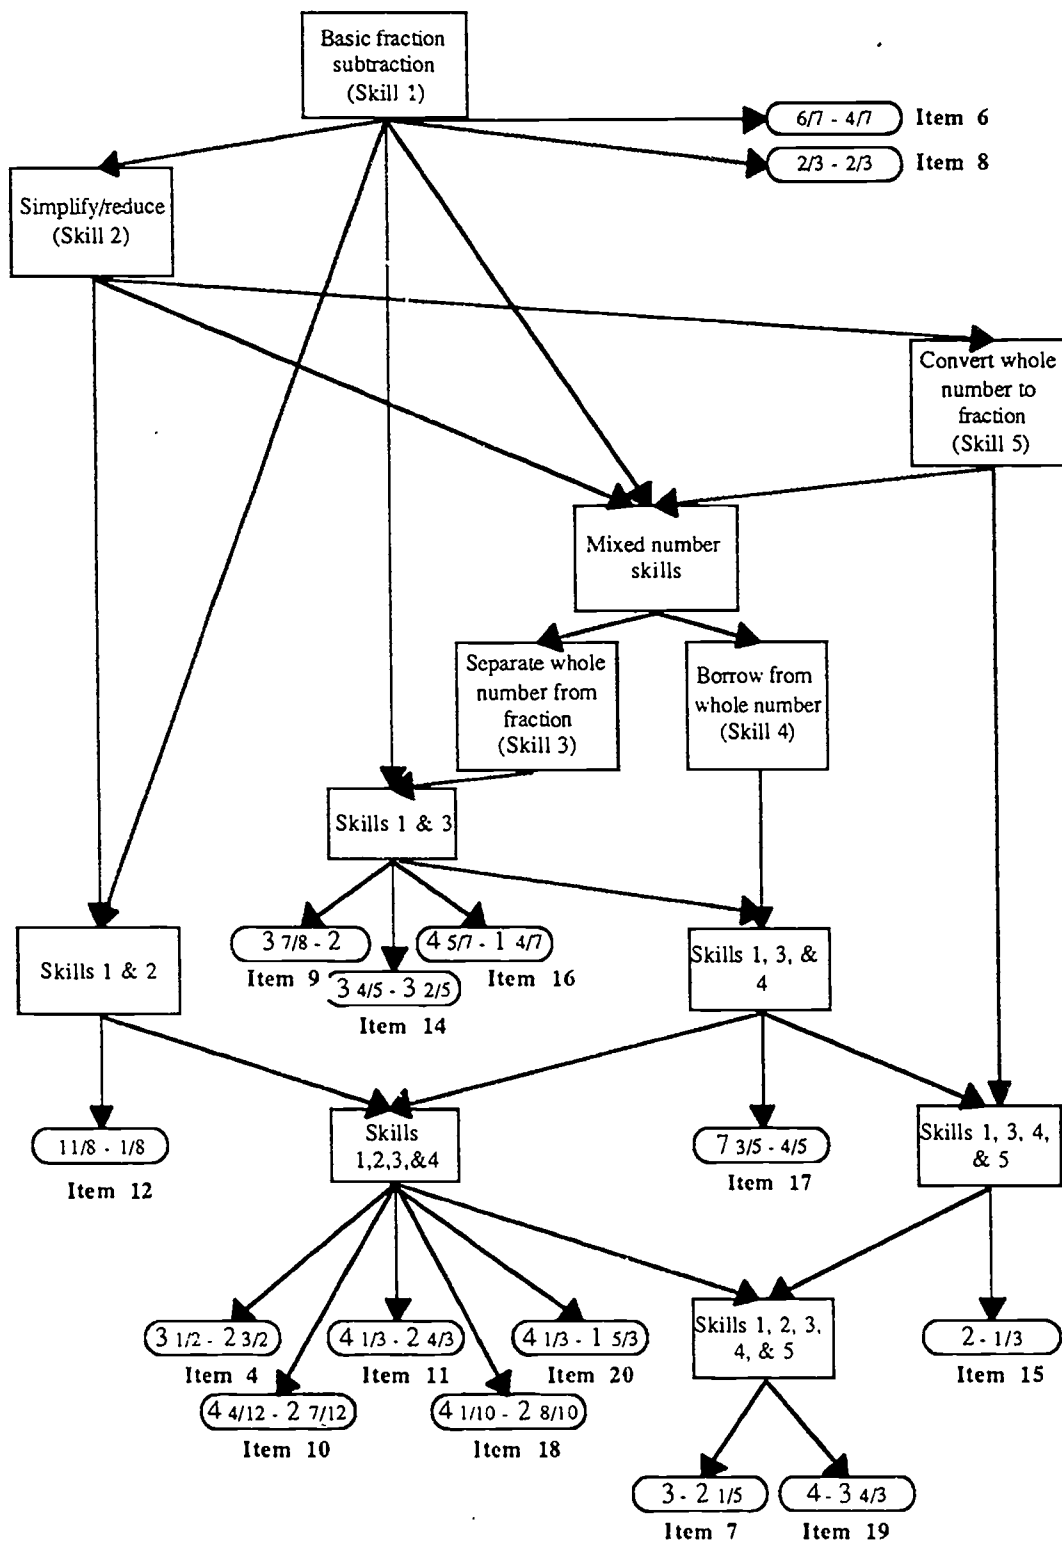 Basic fraction
subtraction
(Skill 1)
6/7 - 4/7 Item 6
2/3 - 2/3 Item 8
Simplify/reduce
(Skill 2)
Convert whole
number to
fraction
(Skill 5)
Mixed number
skills
Separate whole
number from
fraction
(Skill 3)
Borrow from
whole number
(Skill 4)
Skills 1 & 3
3 7/8 - 2
Item 9
3 4/5 - 3 2/5
Item 14
4 5/7 - 1 4/7
Item 16
Skills 1 & 2
Skills 1, 3, &
4
11/8 - 1/8
Item 12
Skills
1,2,3,&4
7 3/5 - 4/5
Item 17
Skills 1, 3, 4,
& 5
3 1/2 - 2 3/2
Item 4
4 1/3 - 2 4/3
Item 11
4 1/3 - 1 5/3
Item 20
Skills 1, 2, 3,
4, & 5
2 - 1/3
Item 15
4 4/12 - 2 7/12
Item 10
4 1/10 - 2 8/10
Item 18
3 - 2 1/5
Item 7
4 - 3 4/3
Item 19